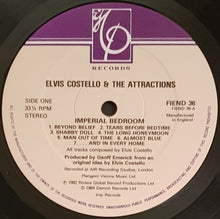 RECORDS
ELVIS COSTELLO & THE ATTRACTIONS
SIDE ONE
33⅓ RPM
STEREO
FIEND 36
FIEND 36-A
Manufactured
in England
IMPERIAL BEDROOM
1. BEYOND BELIEF 2. TEARS BEFORE BEDTIME
3. SHABBY DOLL 4. THE LONG HONEYMOON
5. MAN OUT OF TIME 6. ALMOST BLUE
7. ... AND IN EVERY HOME
All tracks composed by Elvis Costello
Produced by Geoff Emerick from an
original idea by Elvis Costello
Recorded at AIR Recording Studios, London
Plangent Visions Music Ltd.
℗ 1982 Riviera Global Record Productions Ltd.
© 1984 Demon Records Ltd.
Imp Records